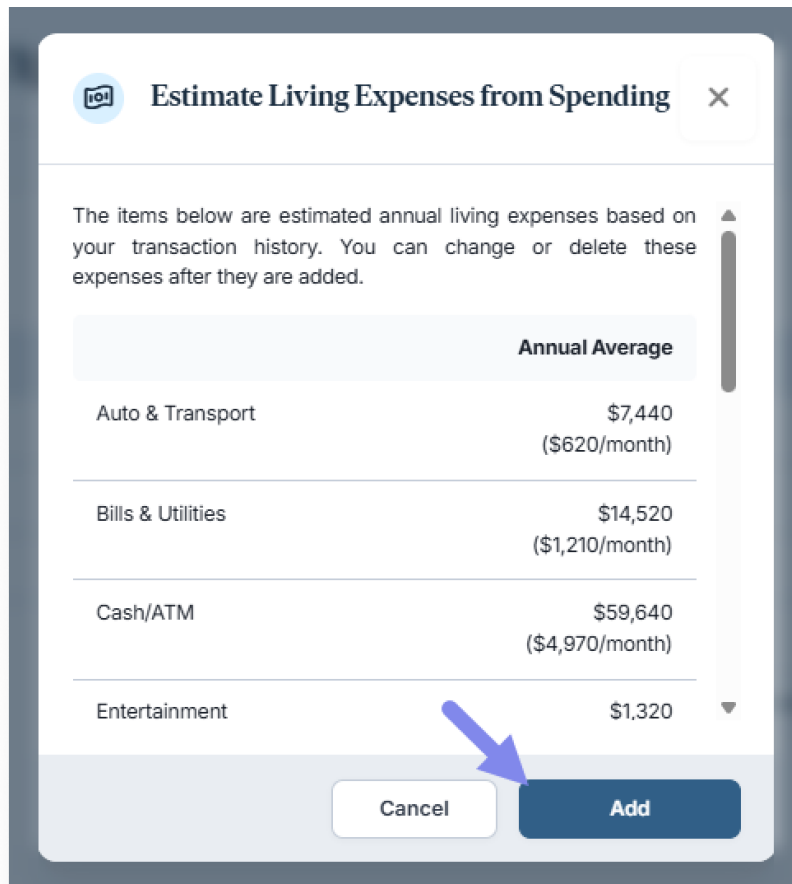 Estimate Living Expenses from Spending
The items below are estimated annual living expenses based on
your transaction history. You can change or delete these
expenses after they are added.
Annual Average
Auto & Transport $7,440
($620/month)
Bills & Utilities $14,520
($1,210/month)
Cash/ATM $59,640
($4,970/month)
Entertainment $1,320
Cancel Add